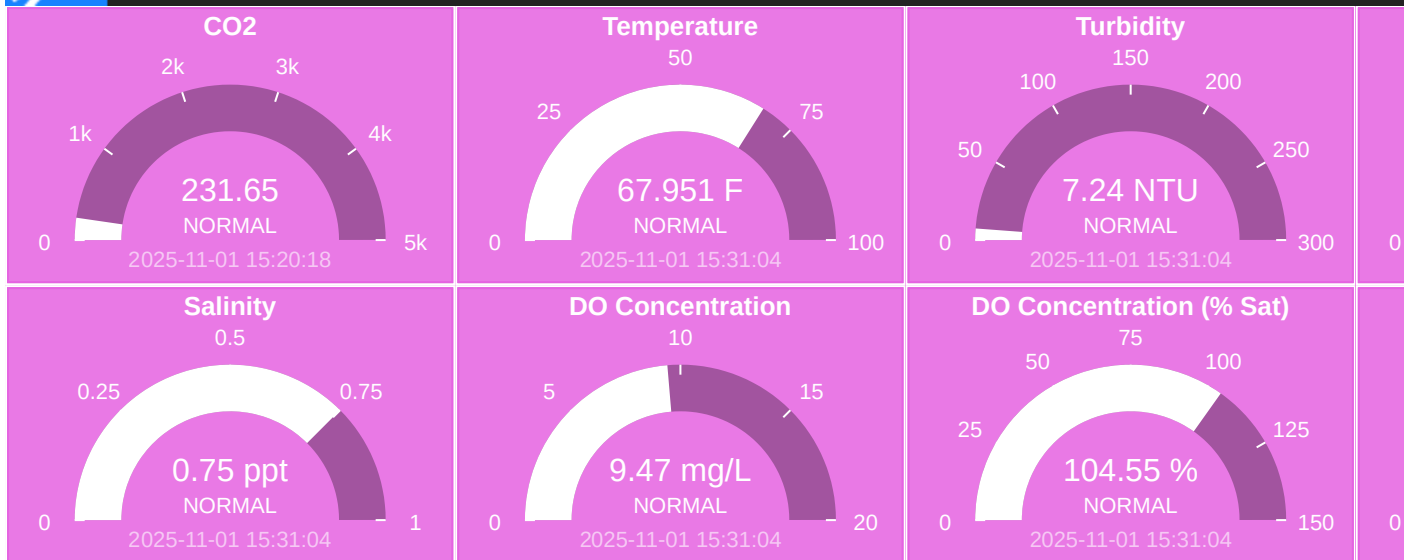 CO2
2k
3k
1k
4k
231.65
NORMAL
0
5k
2025-11-01 15:20:18
Temperature
50
25
75
67.951 F
NORMAL
0
100
2025-11-01 15:31:04
Turbidity
150
100
200
50
250
7.24 NTU
NORMAL
0
300
2025-11-01 15:31:04
0
Salinity
0.5
0.25
0.75
0.75 ppt
NORMAL
0
1
2025-11-01 15:31:04
DO Concentration
10
5
15
9.47 mg/L
NORMAL
0
20
2025-11-01 15:31:04
DO Concentration (% Sat)
75
50
100
25
125
104.55 %
NORMAL
0
150
2025-11-01 15:31:04
0